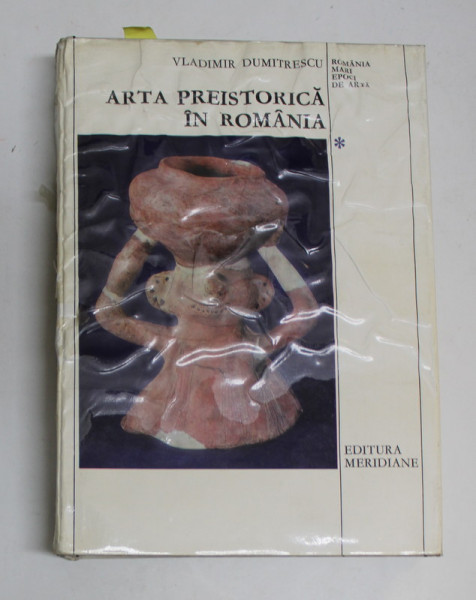 VLADIMIR DUMITRESCU
ARTA PREISTORICĂ
ÎN ROMÂNIA
ROMÂNIA
MARI
EPOCI
DE ARTĂ
*
EDITURA
MERIDIANE